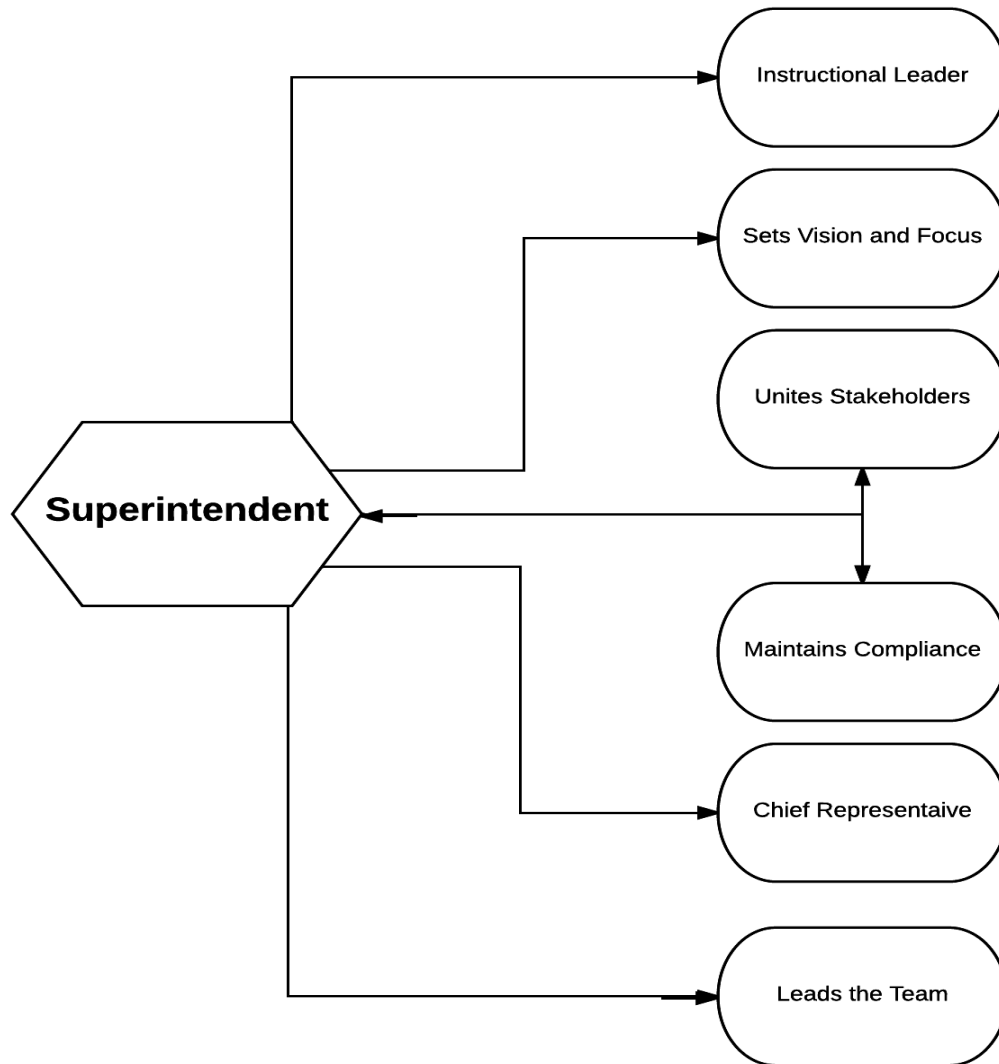 Instructional Leader
Sets Vision and Focus
Unites Stakeholders
Superintendent
Maintains Compliance
Chief Representaive
Leads the Team